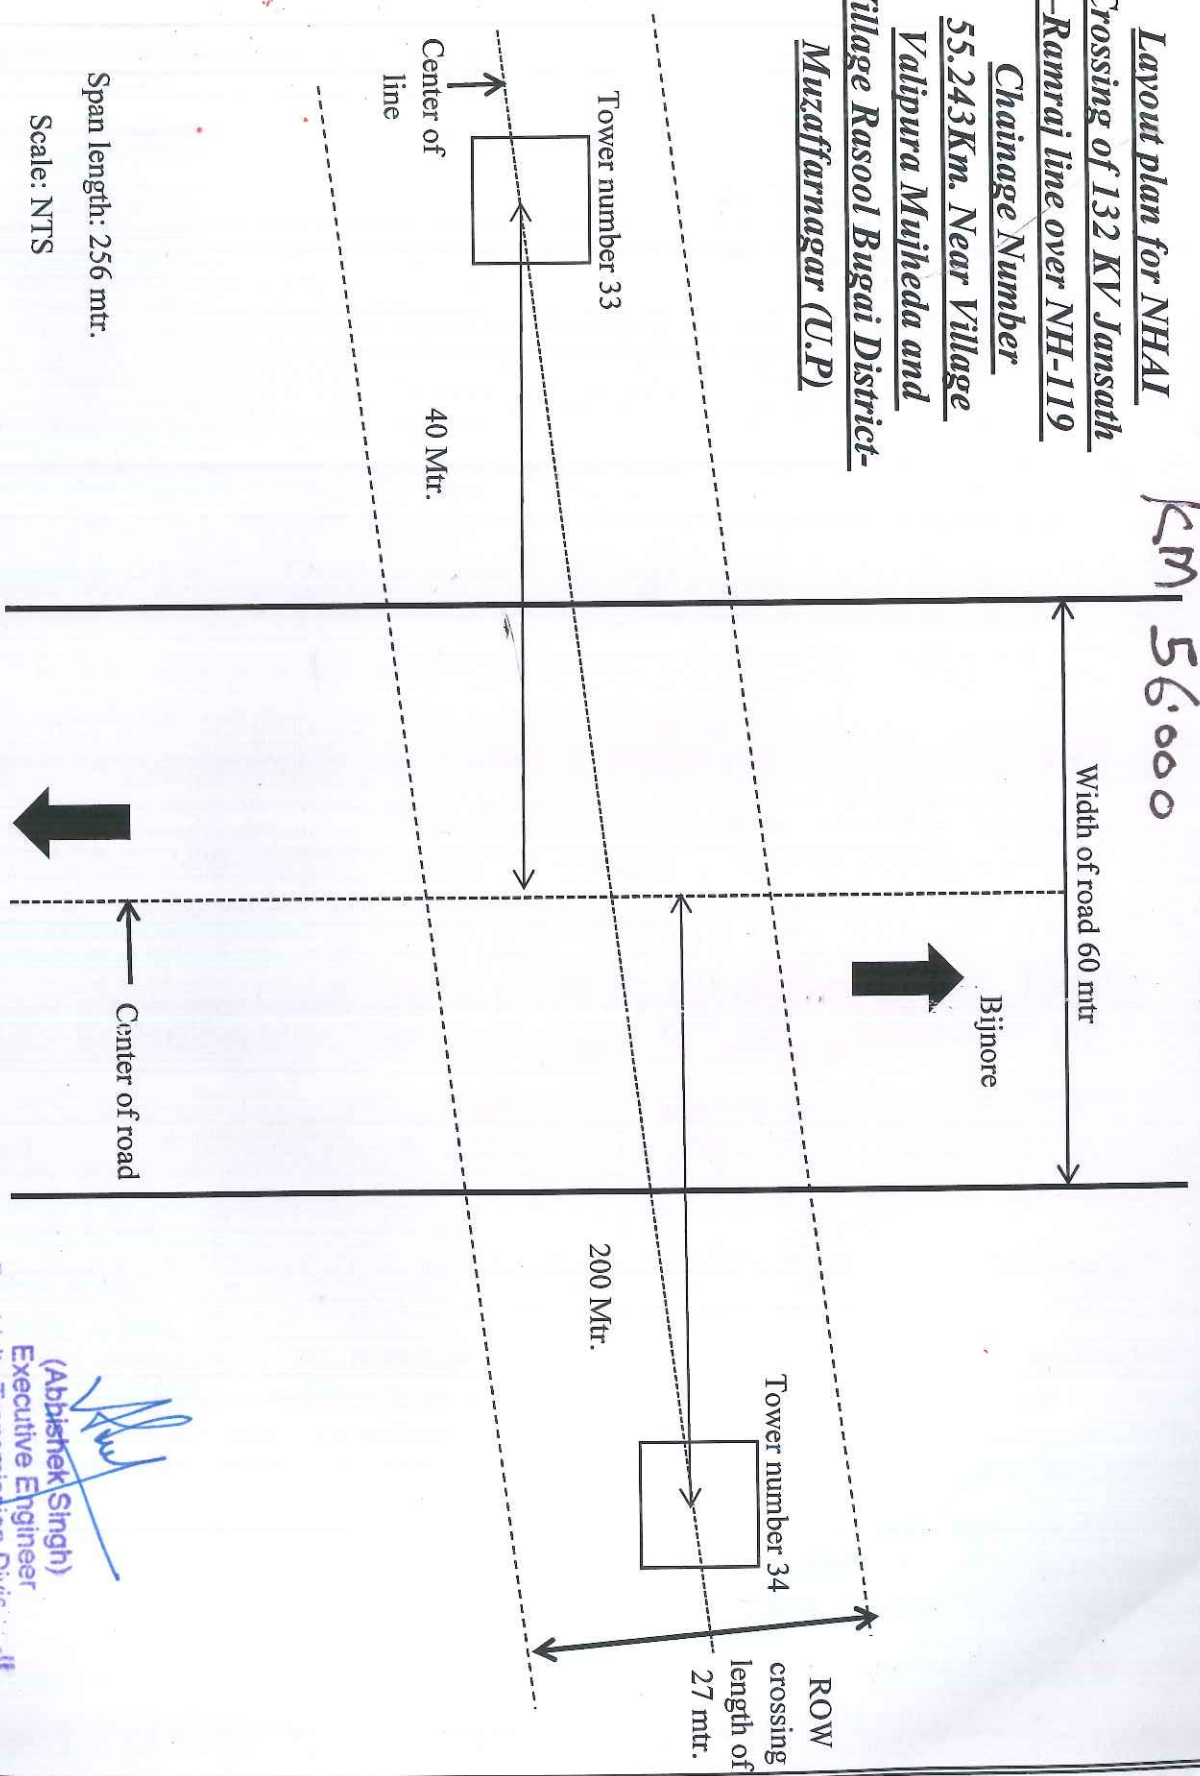 Layout plan for NHAI
Crossing of 132 KV Jansath
-Ramraj line over NH-119
Chainage Number
55.243Km. Near Village
Valipura Mujheda and
Village Rasool Bugai District-
Muzaffarnagar (U.P)
KM 56.000
Width of road 60 mtr
Bijnore
Tower number 33
Center of
line
40 Mtr.
200 Mtr.
Tower number 34
ROW
crossing
length of
27 mtr.
Center of road
Span length: 256 mtr.
Scale: NTS
(Abhishek Singh)
Executive Engineer